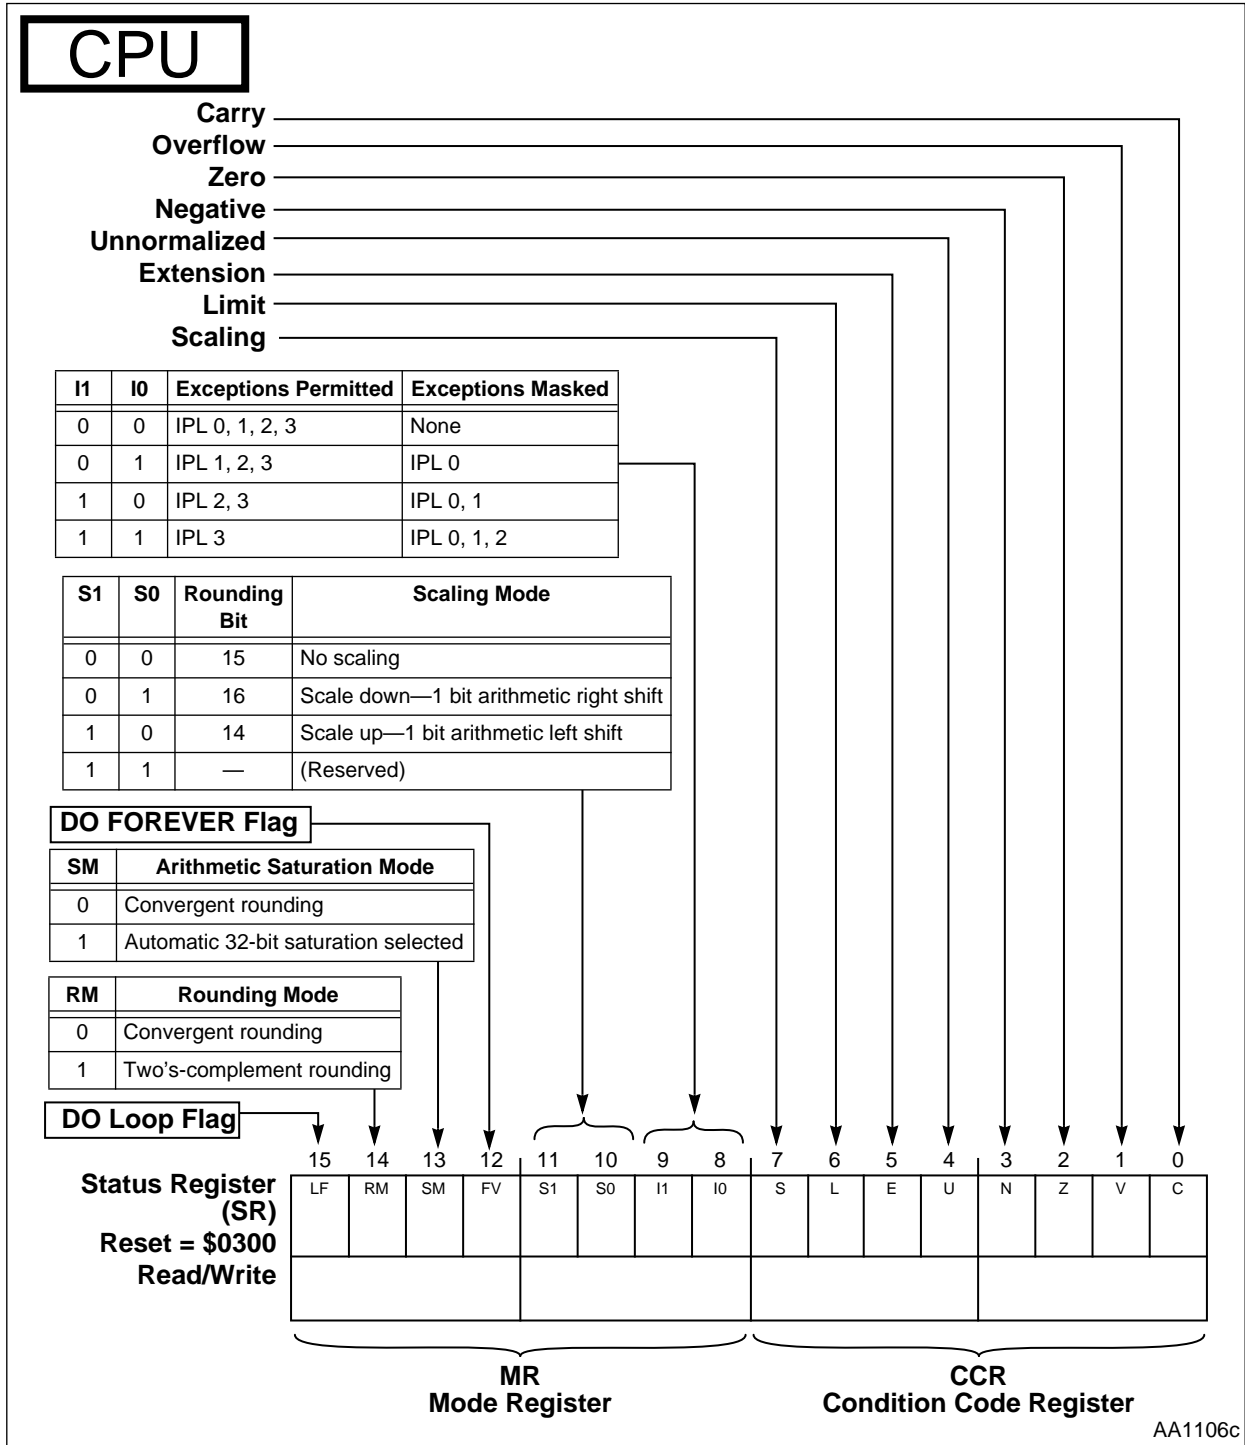 CPU
Carry
Overflow
Zero
Negative
Unnormalized
Extension
Limit
Scaling
I1 I0 Exceptions Permitted Exceptions Masked
0 0 IPL 0, 1, 2, 3 None
0 1 IPL 1, 2, 3 IPL 0
1 0 IPL 2, 3 IPL 0, 1
1 1 IPL 3 IPL 0, 1, 2
S1 S0 Rounding Scaling Mode
Bit
0 0 15 No scaling
0 1 16 Scale down—1 bit arithmetic right shift
1 0 14 Scale up—1 bit arithmetic left shift
1 1 — (Reserved)
DO FOREVER Flag
SM Arithmetic Saturation Mode
0 Convergent rounding
1 Automatic 32-bit saturation selected
RM Rounding Mode
0 Convergent rounding
1 Two's-complement rounding
DO Loop Flag
15 14 13 12 11 10 9 8 7 6 5 4 3 2 1 0
Status Register LF RM SM FV S1 S0 I1 I0 S L E U N Z V C
(SR)
Reset = $0300
Read/Write
MR CCR
Mode Register Condition Code Register
AA1106c